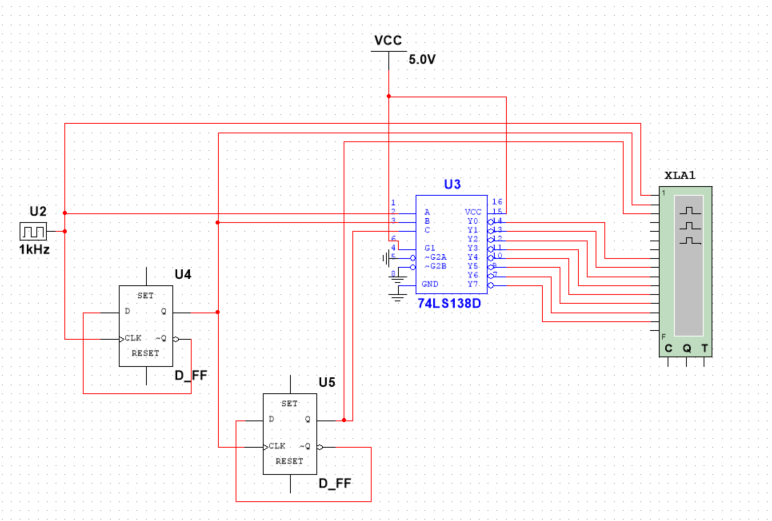 VCC
5.0V
XLA1
U3
U2
1kHz
1
2
3
6
4
5
8
A
B
C
G1
~G2A
~G2B
GND
VCC
Y0
Y1
Y2
Y3
Y4
Y5
Y6
Y7
16
15
14
13
12
11
10
9
7
74LS138D
1
F
C Q T
U4
SET
D Q
CLK ~Q
RESET
D_FF
U5
SET
D Q
CLK ~Q
RESET
D_FF